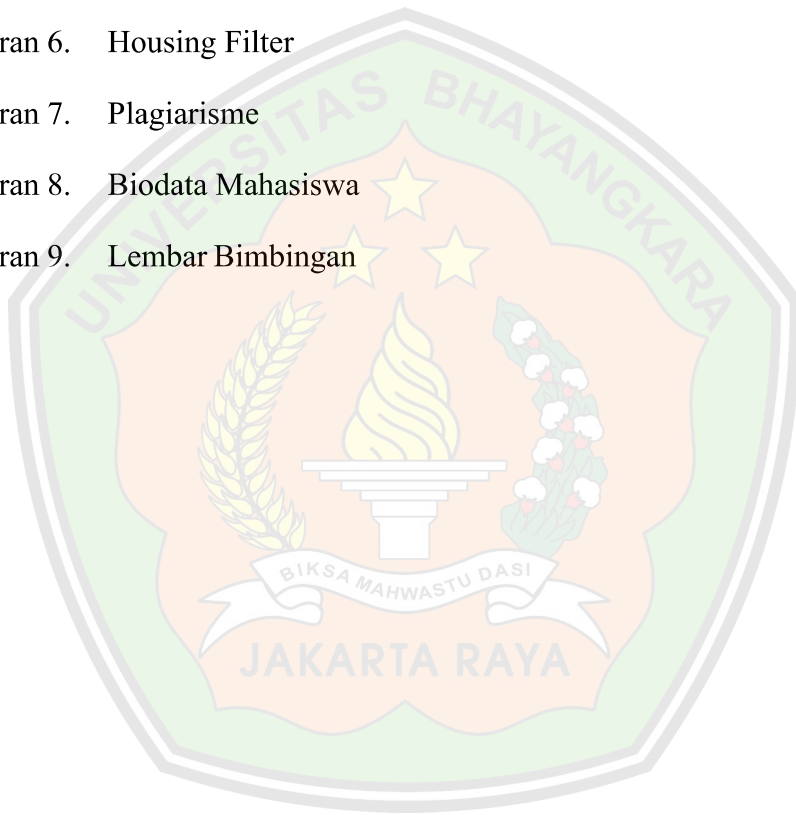 ran 6. Housing Filter
ran 7. Plagiarisme
ran 8. Biodata Mahasiswa
ran 9. Lembar Bimbingan
UNIVERSITAS BHAYANGKARA
BIKSA MAHWASTU DASI
JAKARTA RAYA